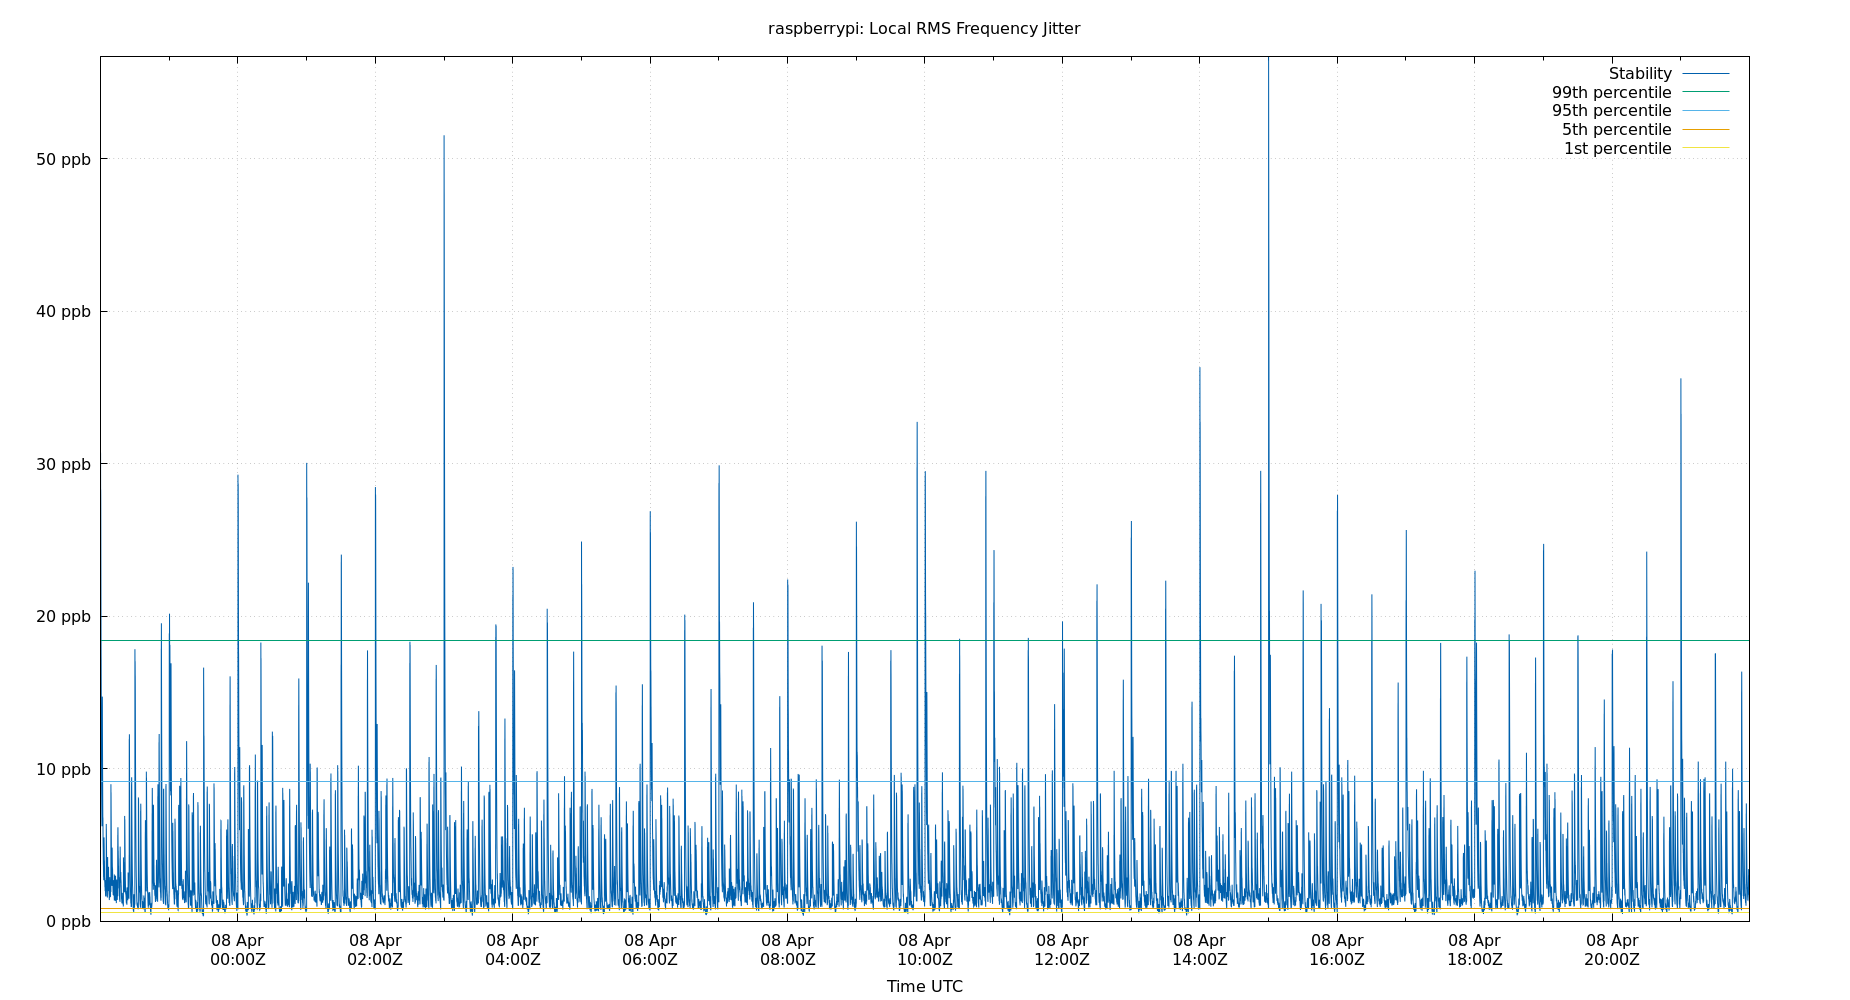 raspberrypi: Local RMS Frequency Jitter
Stability
99th percentile
95th percentile
5th percentile
1st percentile
50 ppb
40 ppb
30 ppb
20 ppb
10 ppb
0 ppb
08 Apr 08 Apr 08 Apr 08 Apr 08 Apr 08 Apr 08 Apr 08 Apr 08 Apr 08 Apr 08 Apr
00:00Z 02:00Z 04:00Z 06:00Z 08:00Z 10:00Z 12:00Z 14:00Z 16:00Z 18:00Z 20:00Z
Time UTC